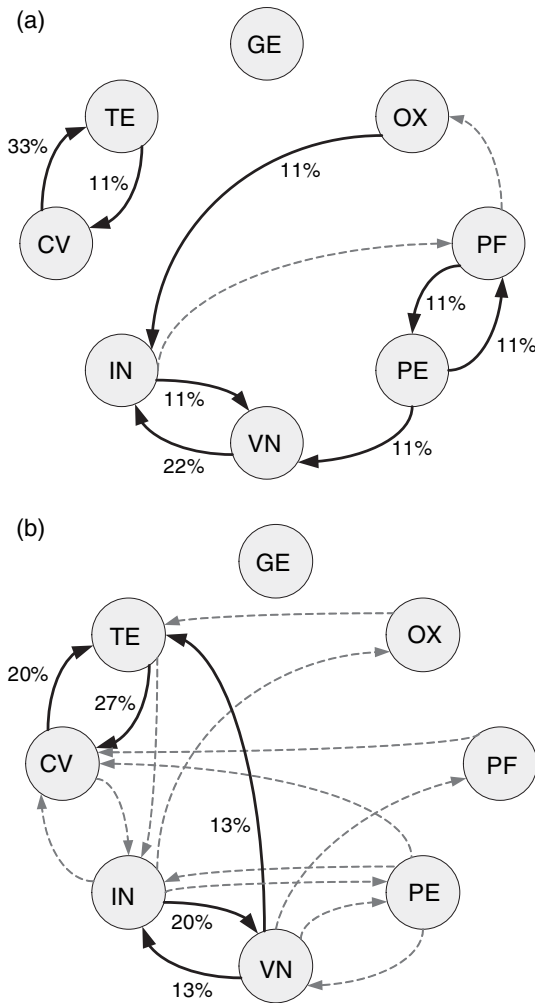 (a)
GE
TE
OX
33%
11%
11%
CV
PF
11%
11%
IN
PE
11%
VN
22%
11%
(b)
GE
TE
OX
20%
27%
CV
PF
13%
IN
PE
20%
VN
13%